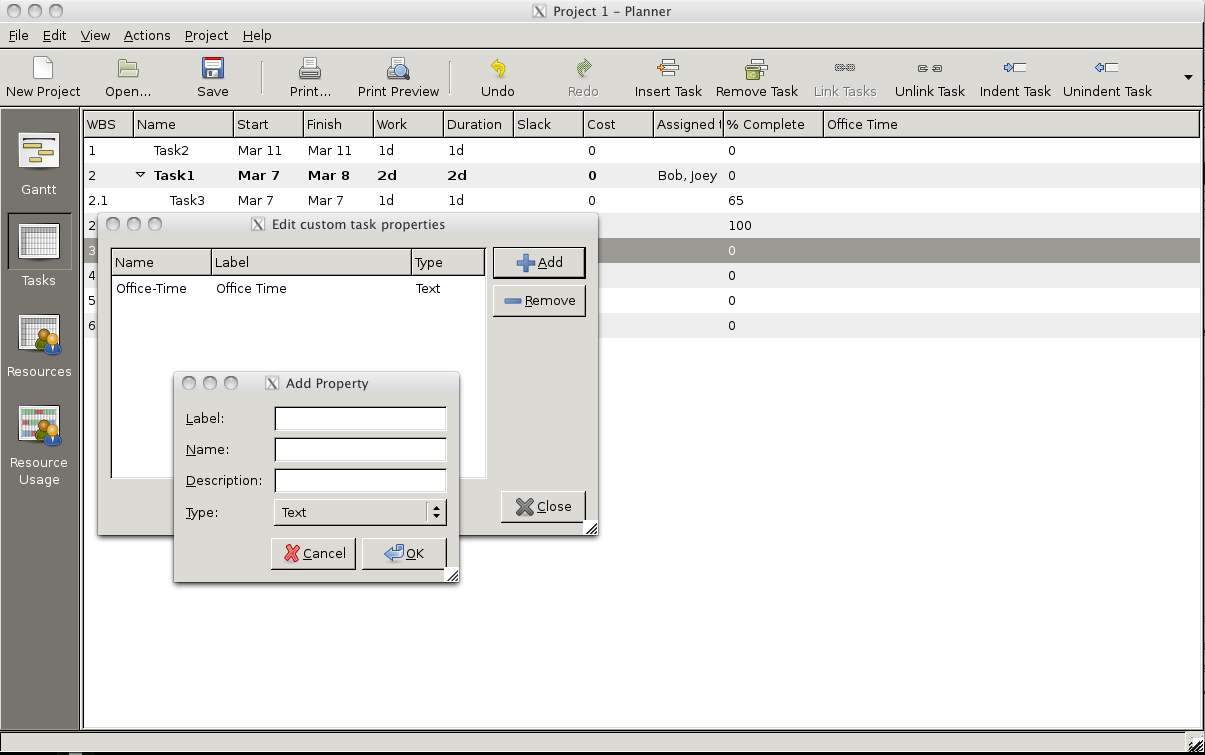 Project 1 – Planner
File Edit View Actions Project Help
New Project Open... Save Print... Print Preview Undo Redo Insert Task Remove Task Link Tasks Unlink Task Indent Task Unindent Task
Gantt
Tasks
Resources
Resource
Usage
WBS Name Start Finish Work Duration Slack Cost Assigned t % Complete Office Time
1 Task2 Mar 11 Mar 11 1d 1d 0 0
2 Task1 Mar 7 Mar 8 2d 2d 0 Bob, Joey 0
2.1 Task3 Mar 7 Mar 7 1d 1d 0 65
2 100
3 0
4 0
5 0
6 0
Edit custom task properties
Name Label Type
Office-Time Office Time Text
Add
Remove
Close
Add Property
Label:
Name:
Description:
Type: Text
Cancel OK